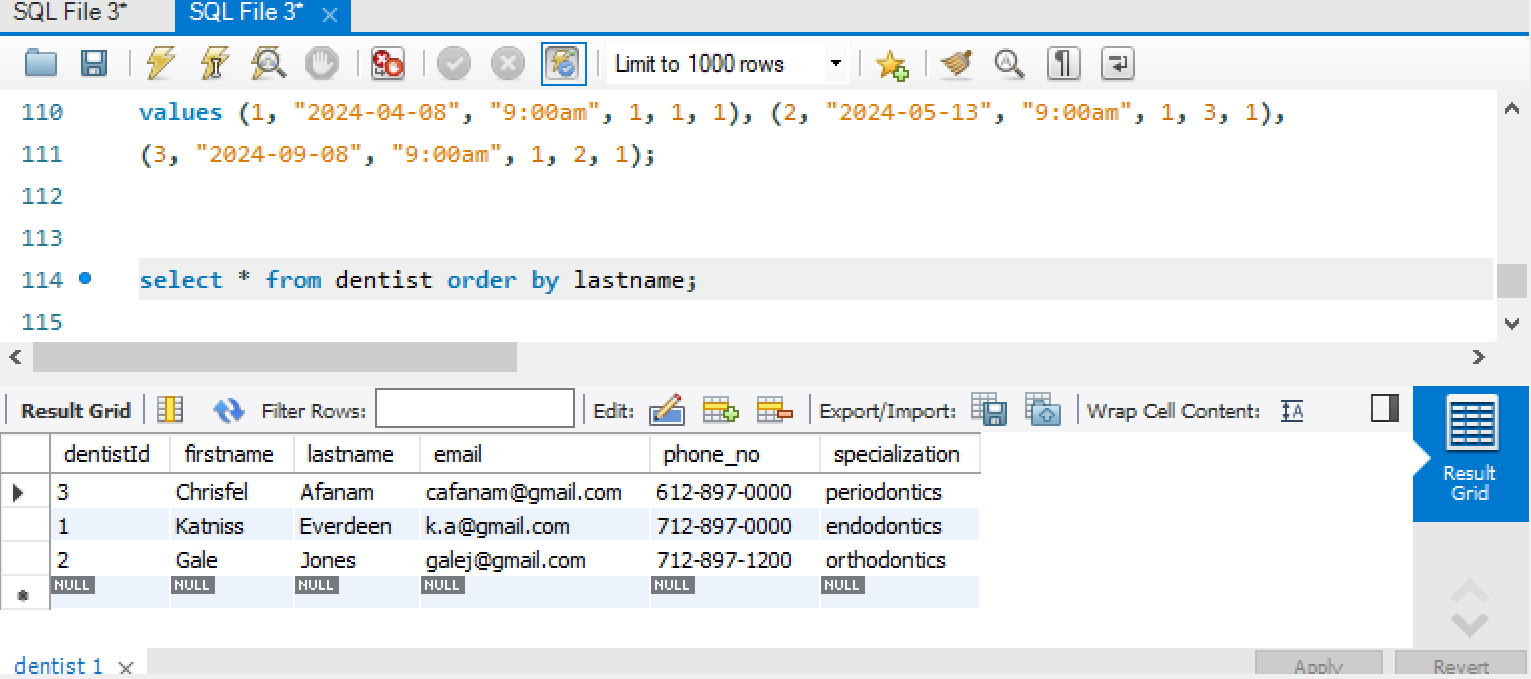 SQL File 3* SQL File 3* ×
Limit to 1000 rows
110 values (1, "2024-04-08", "9:00am", 1, 1, 1), (2, "2024-05-13", "9:00am", 1, 3, 1),
111 (3, "2024-09-08", "9:00am", 1, 2, 1);
112
113
114 select * from dentist order by lastname;
115
Result Grid Filter Rows: Edit: Export/Import: Wrap Cell Content: IA
Result
Grid
dentistId firstname lastname email phone_no specialization
3 Chrisfel Afanam cafanam@gmail.com 612-897-0000 periodontics
1 Katniss Everdeen k.a@gmail.com 712-897-0000 endodontics
2 Gale Jones galej@gmail.com 712-897-1200 orthodontics
NULL NULL NULL NULL NULL NULL
dentist 1 × Apply Revert